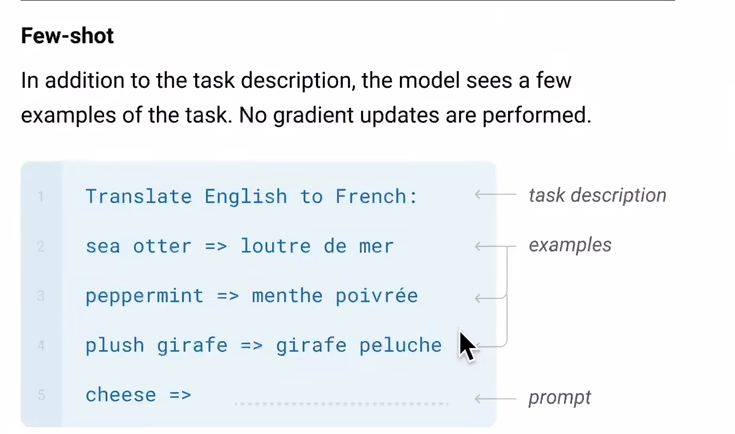 Few-shot
In addition to the task description, the model sees a few
examples of the task. No gradient updates are performed.
1 Translate English to French: task description
2 sea otter => loutre de mer examples
3 peppermint => menthe poivrée
4 plush girafe => girafe peluche
5 cheese => prompt